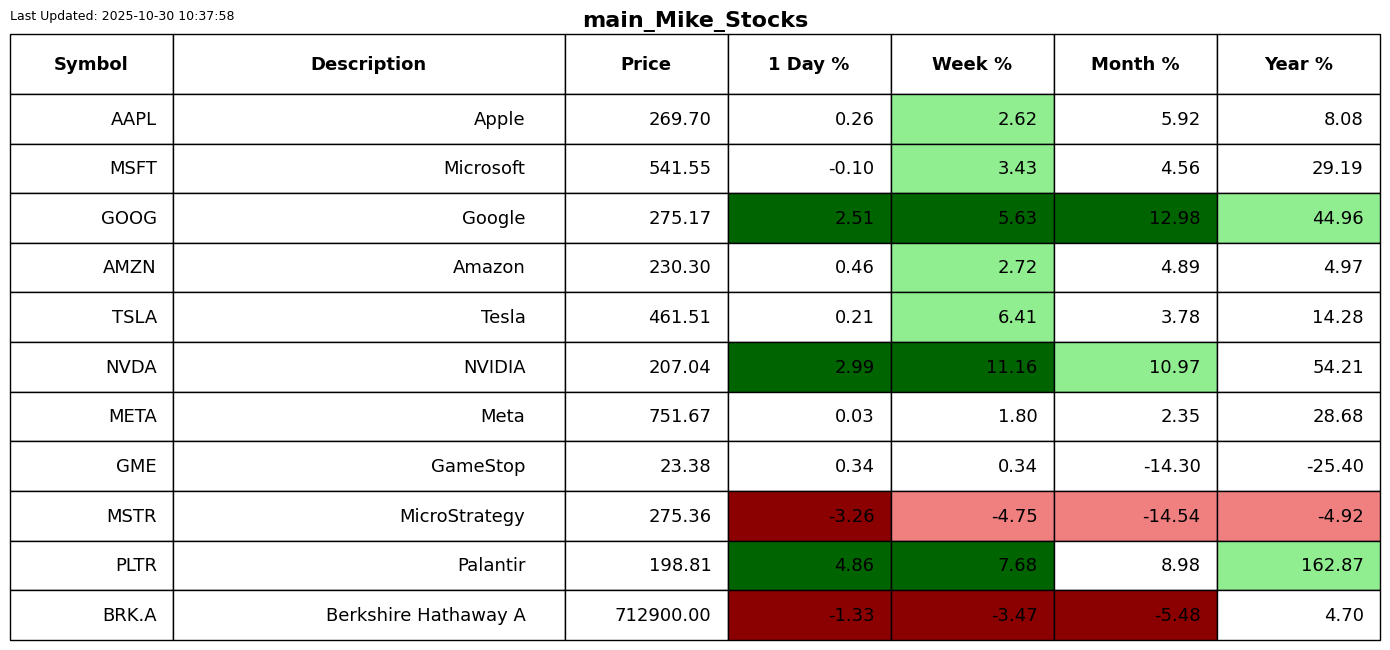 Last Updated: 2025-10-30 10:37:58
main_Mike_Stocks
Symbol Description Price 1 Day % Week % Month % Year %
AAPL Apple 269.70 0.26 2.62 5.92 8.08
MSFT Microsoft 541.55 -0.10 3.43 4.56 29.19
GOOG Google 275.17 2.51 5.63 12.98 44.96
AMZN Amazon 230.30 0.46 2.72 4.89 4.97
TSLA Tesla 461.51 0.21 6.41 3.78 14.28
NVDA NVIDIA 207.04 2.99 11.16 10.97 54.21
META Meta 751.67 0.03 1.80 2.35 28.68
GME GameStop 23.38 0.34 0.34 -14.30 -25.40
MSTR MicroStrategy 275.36 -3.26 -4.75 -14.54 -4.92
PLTR Palantir 198.81 4.86 7.68 8.98 162.87
BRK.A Berkshire Hathaway A 712900.00 -1.33 -3.47 -5.48 4.70